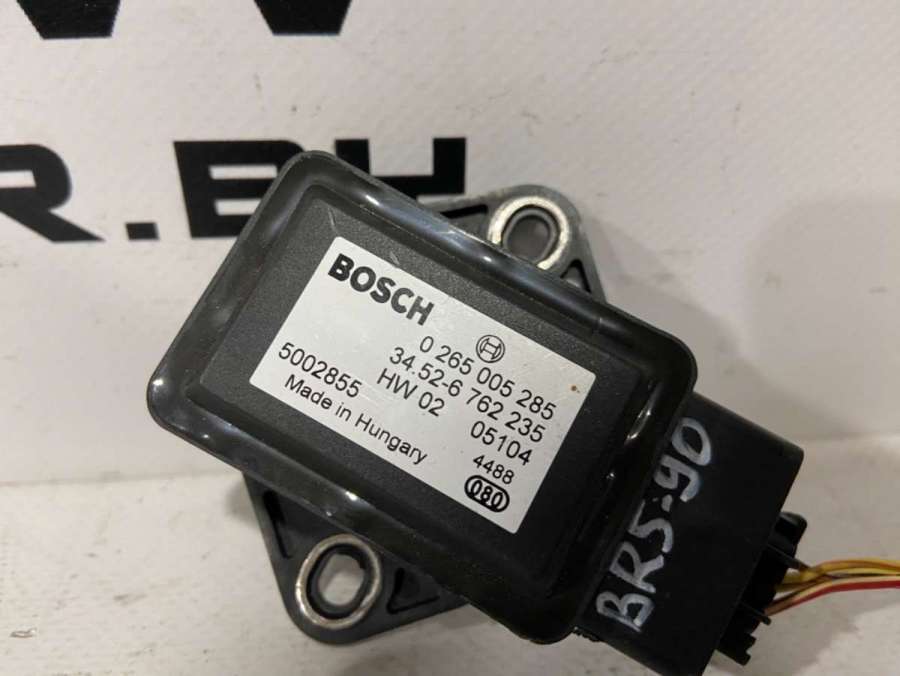 R.BY
BOSCH
0 265 005 285
34.52-6 762 235
HW 02 05104
5002855 4488
Made in Hungary
080
BR5-90